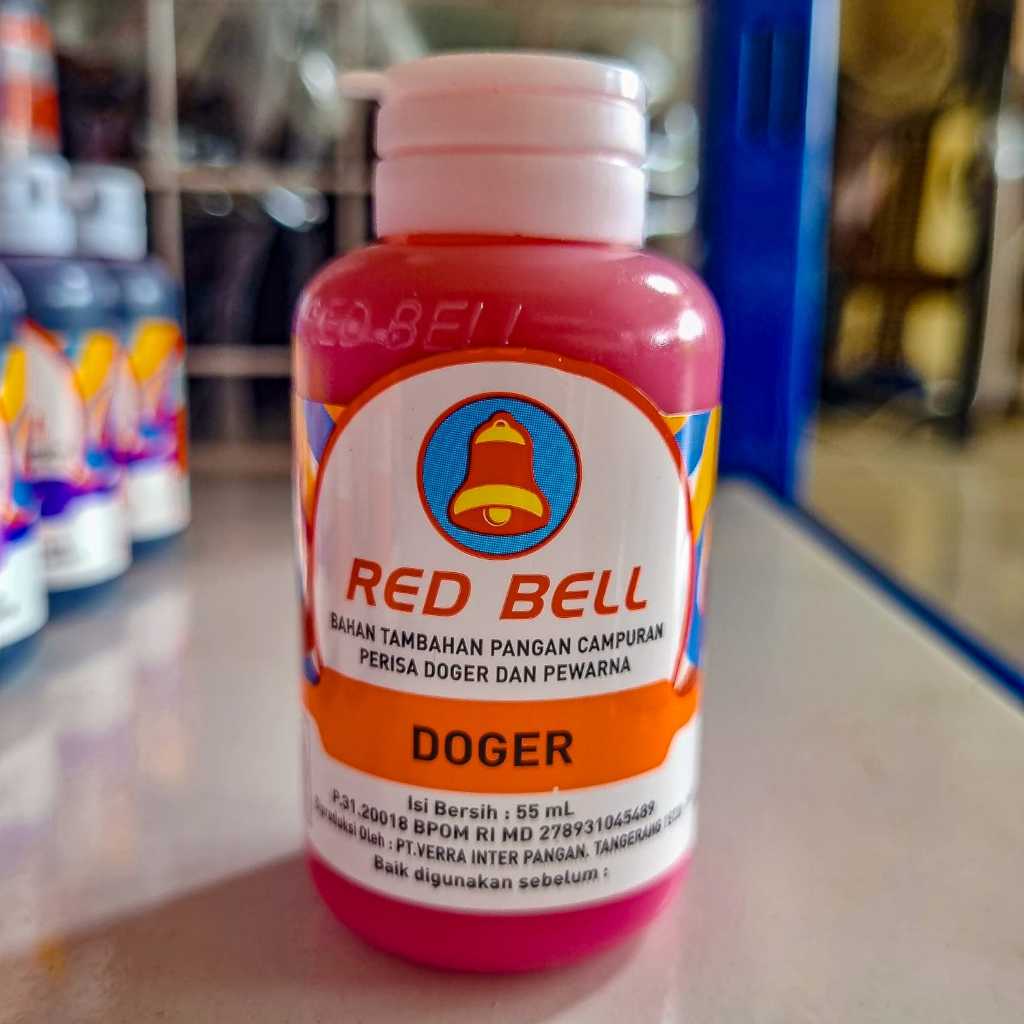 RED BELL
RED BELL
BAHAN TAMBAHAN PANGAN CAMPURAN
PERISA DOGER DAN PEWARNA
DOGER
Isi Bersih : 55 mL
P.31.20018 BPOM RI MD 278931045489
Diproduksi Oleh : PT.VERRA INTER PANGAN. TANGERANG
Baik digunakan sebelum :